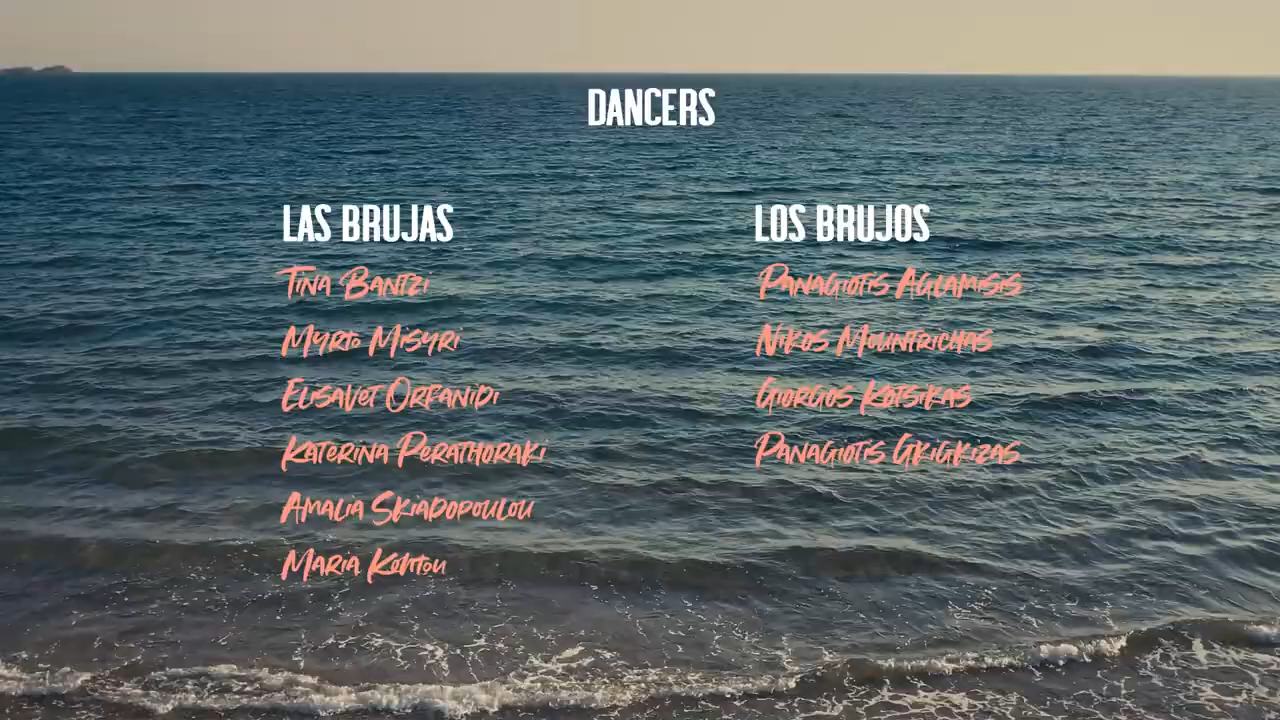 DANCERS
LAS BRUJAS
Tina Bantzi
Myrto Misyri
Elisavet Orfanidi
Katerina Perathoraki
Amalia Skiadopoulou
Maria Kontou
LOS BRUJOS
Panagiotis Aglamisis
Nikos Mountrichas
Giorgos Kotsikas
Panagiotis Gkigkizas